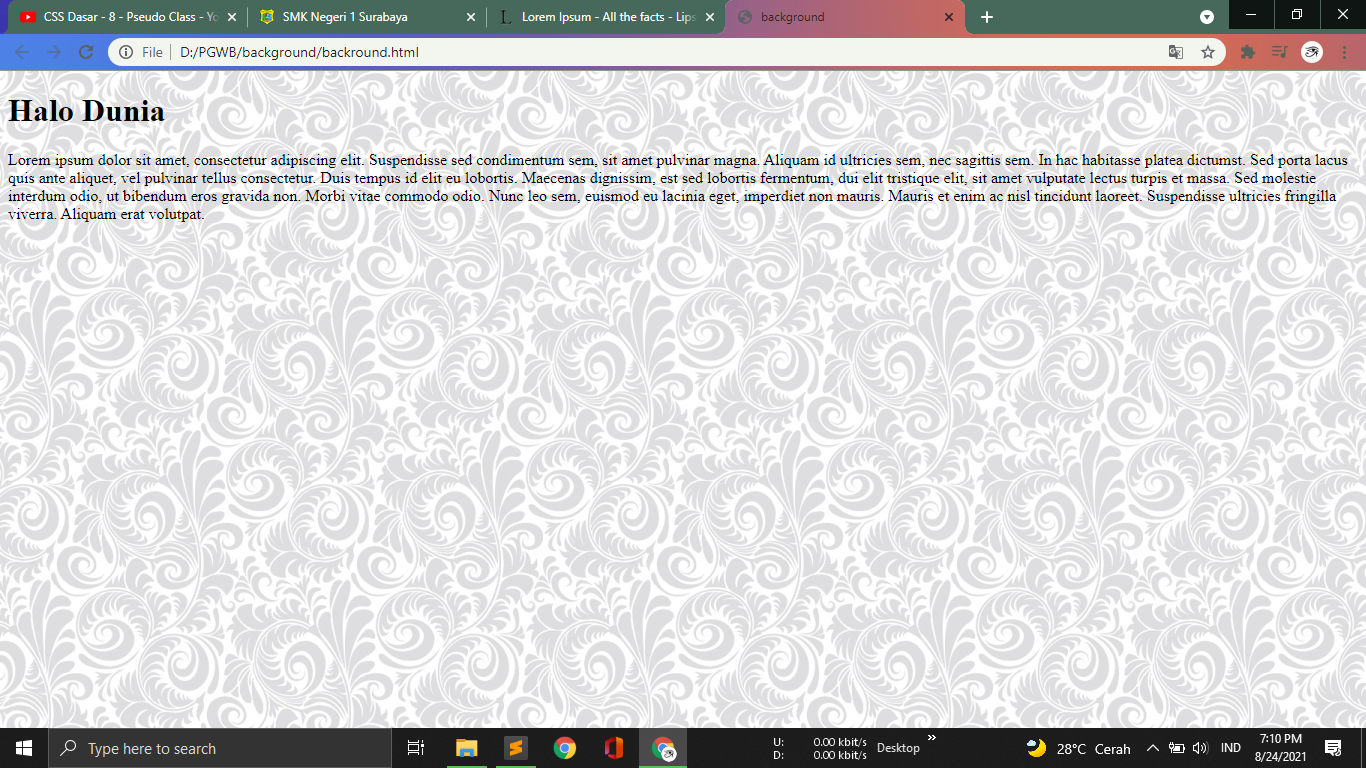 CSS Dasar - 8 - Pseudo Class - Yo
SMK Negeri 1 Surabaya
Lorem Ipsum - All the facts - Lips
background
File
D:/PGWB/background/backround.html
Halo Dunia
Lorem ipsum dolor sit amet, consectetur adipiscing elit. Suspendisse sed condimentum sem, sit amet pulvinar magna. Aliquam id ultricies sem, nec sagittis sem. In hac habitasse platea dictumst. Sed porta lacus
quis ante aliquet, vel pulvinar tellus consectetur. Duis tempus id elit eu lobortis. Maecenas dignissim, est sed lobortis fermentum, dui elit tristique elit, sit amet vulputate lectus turpis et massa. Sed molestie
interdum odio, ut bibendum eros gravida non. Morbi vitae commodo odio. Nunc leo sem, euismod eu lacinia eget, imperdiet non mauris. Mauris et enim ac nisl tincidunt laoreet. Suspendisse ultricies fringilla
viverra. Aliquam erat volutpat.
Type here to search
U: 0.00 kbit/s
D: 0.00 kbit/s
Desktop
28°C Cerah
IND
7:10 PM
8/24/2021